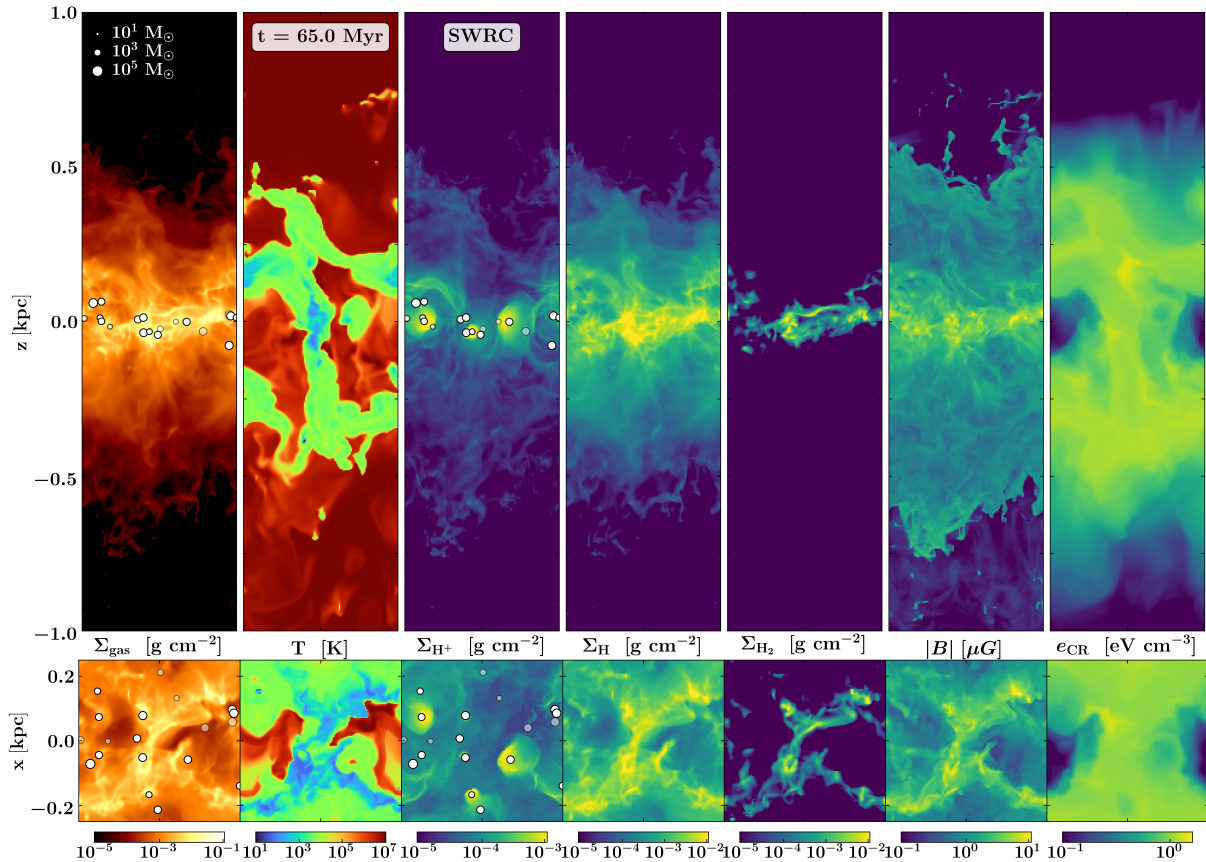 1.0
10¹ M⊙
10³ M⊙
10⁵ M⊙
t = 65.0 Myr
SWRC
0.5
0.0
z [kpc]
−0.5
−1.0
Σgas [g cm⁻²]
T [K]
ΣH⁺ [g cm⁻²]
ΣH [g cm⁻²]
ΣH₂ [g cm⁻²]
|B| [μG]
eCR [eV cm⁻³]
0.2
0.0
−0.2
x [kpc]
10⁻⁵ 10⁻³ 10⁻¹
10¹ 10³ 10⁵ 10⁷
10⁻⁵ 10⁻⁴ 10⁻³
10⁻⁵ 10⁻⁴ 10⁻³ 10⁻²
10⁻⁴ 10⁻³ 10⁻²
10⁻¹ 10⁰ 10¹
10⁻¹ 10⁰